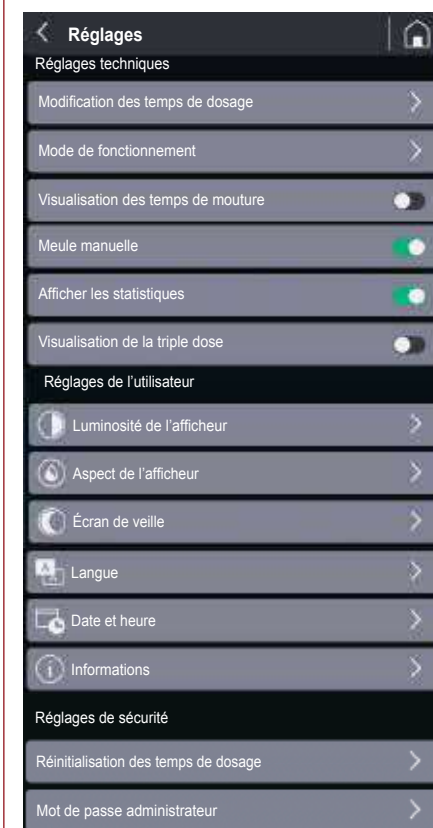 Réglages
Réglages techniques
Modification des temps de dosage
Mode de fonctionnement
Visualisation des temps de mouture
Meule manuelle
Afficher les statistiques
Visualisation de la triple dose
Réglages de l'utilisateur
Luminosité de l'afficheur
Aspect de l'afficheur
Écran de veille
Langue
Date et heure
Informations
Réglages de sécurité
Réinitialisation des temps de dosage
Mot de passe administrateur